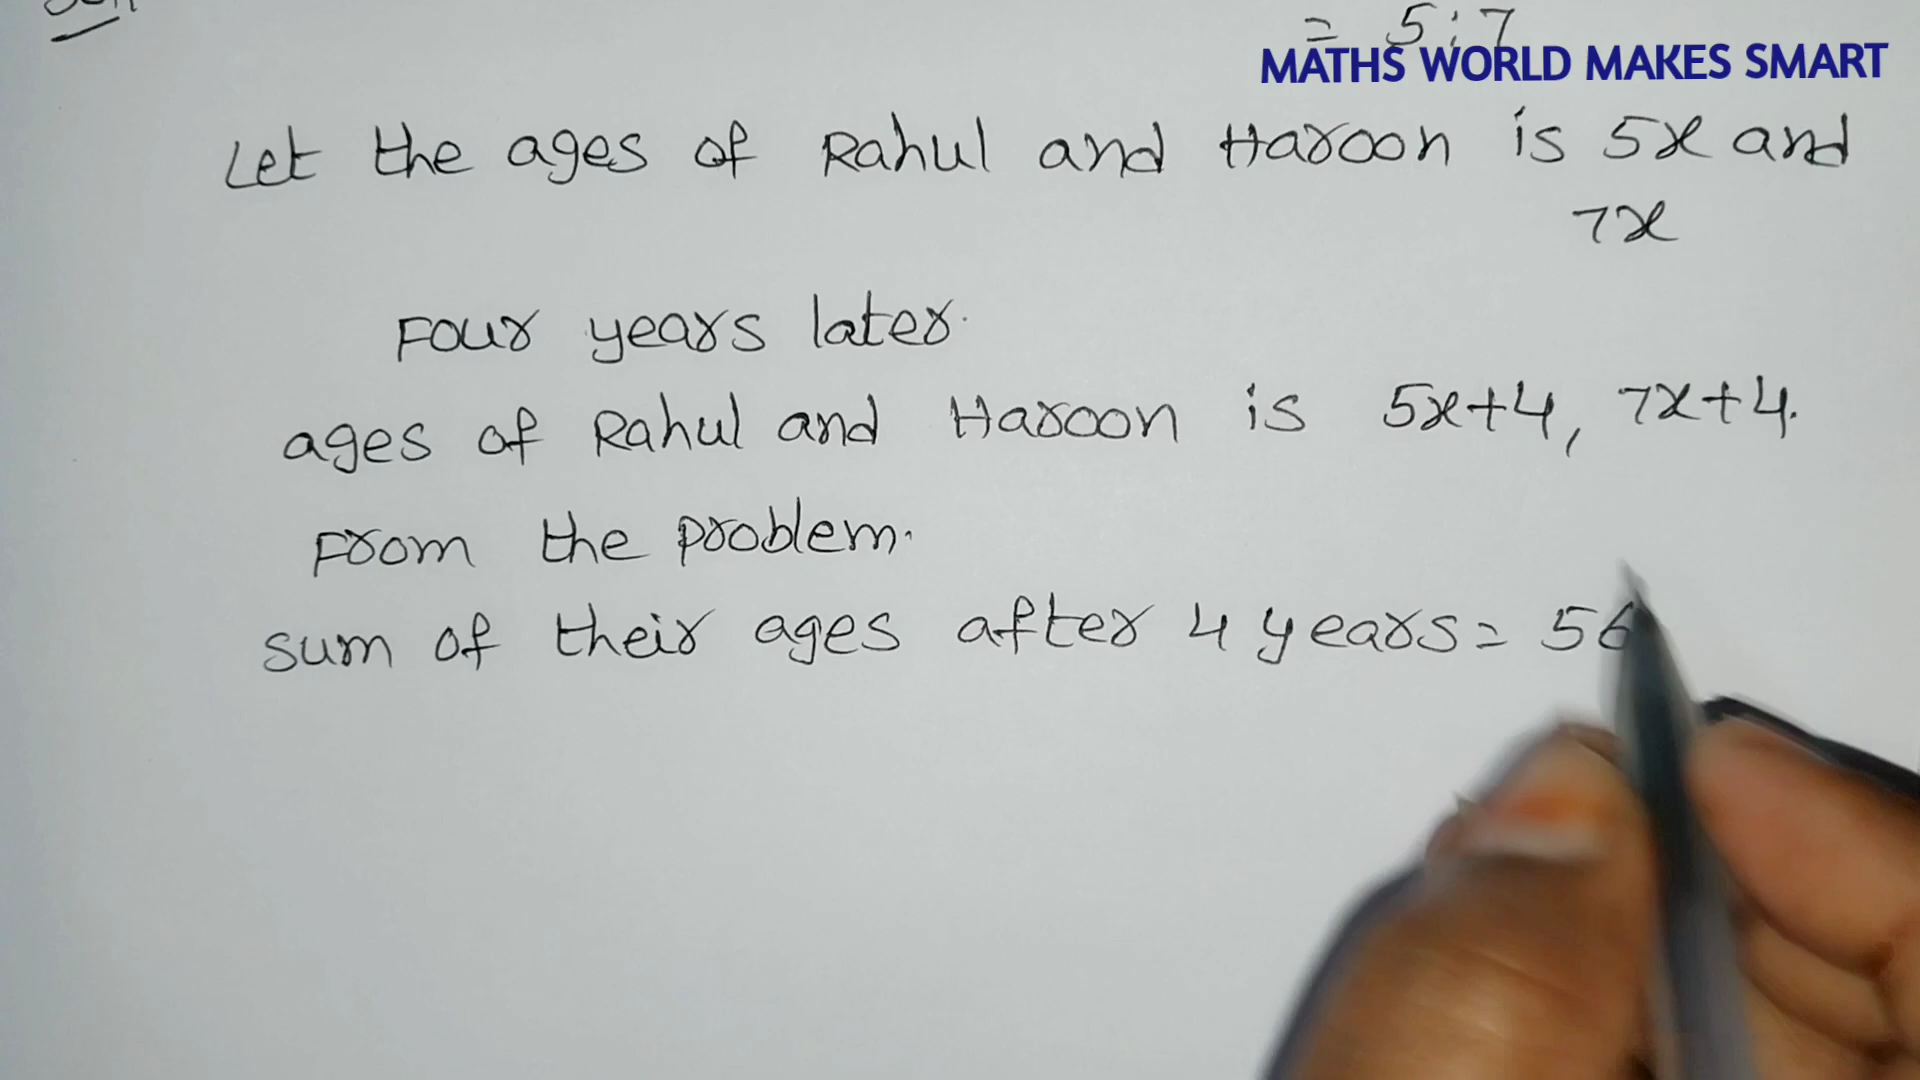 = 5:7
MATHS WORLD MAKES SMART
Let the ages of Rahul and Haroon is 5x and
7x
Four years later.
ages of Rahul and Haroon is 5x+4, 7x+4.
From the problem.
sum of their ages after 4 years = 56